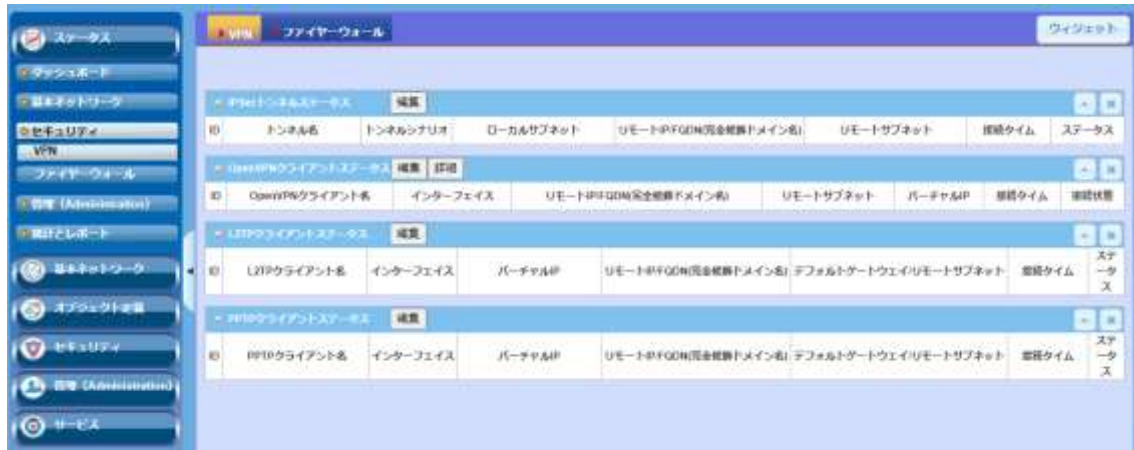 ステータス
VPN ファイヤーウォール ウィジェット
ダッシュボード
基本ネットワーク
セキュリティ
VPN
ファイヤーウォール
管理 (Administration)
統計とレポート
基本ネットワーク
オブジェクト定義
セキュリティ
管理 (Administration)
サービス
IPSecトンネルステータス 編集
ID トンネル名 トンネルシナリオ ローカルサブネット リモートIP/FQDN(完全修飾ドメイン名) リモートサブネット 接続タイム ステータス
OpenVPNクライアントステータス 編集 詳細
ID OpenVPNクライアント名 インターフェイス リモートIP/FQDN(完全修飾ドメイン名) リモートサブネット バーチャルIP 接続タイム 接続状態
L2TPクライアントステータス 編集
ID L2TPクライアント名 インターフェイス バーチャルIP リモートIP/FQDN(完全修飾ドメイン名) デフォルトゲートウェイ/リモートサブネット 接続タイム ステータス
PPTPクライアントステータス 編集
ID PPTPクライアント名 インターフェイス バーチャルIP リモートIP/FQDN(完全修飾ドメイン名) デフォルトゲートウェイ/リモートサブネット 接続タイム ステータス